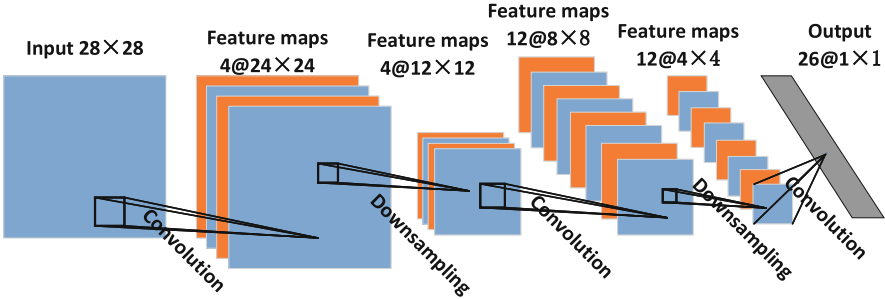 Input 28×28
Feature maps
4@24×24
Feature maps
4@12×12
Feature maps
12@8×8
Feature maps
12@4×4
Output
26@1×1
Convolution
Downsampling
Convolution
Downsampling
Convolution